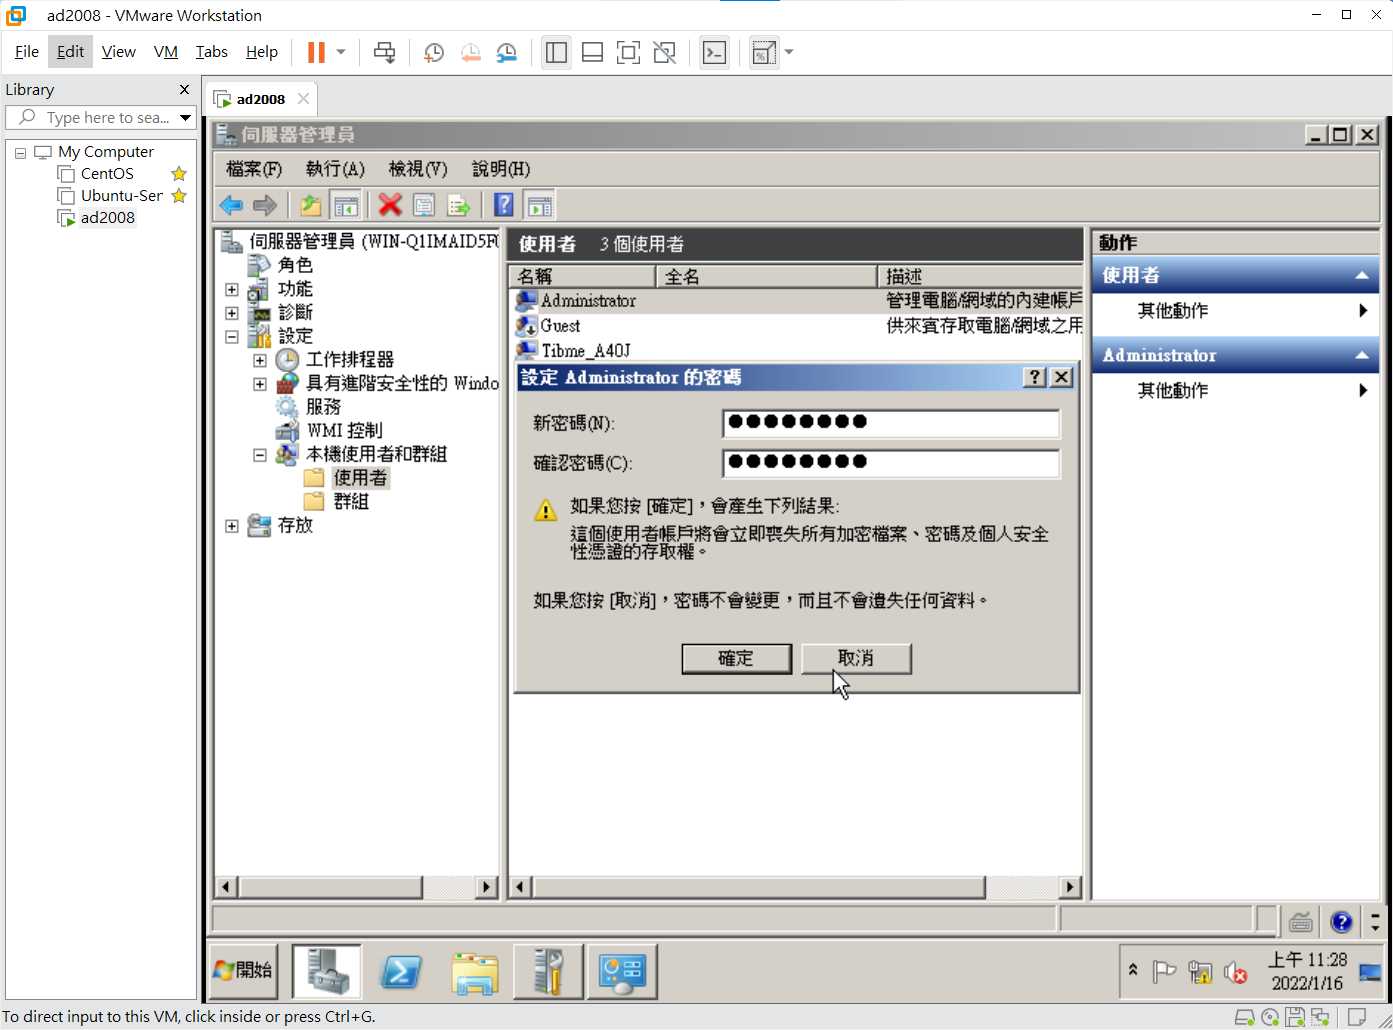 ad2008 - VMware Workstation
File Edit View VM Tabs Help
Library
Type here to sea...
My Computer
CentOS
Ubuntu-Ser
ad2008
ad2008
伺服器管理員
檔案(F) 執行(A) 檢視(V) 說明(H)
伺服器管理員 (WIN-Q1IMAID5FU
角色
功能
診斷
設定
工作排程器
具有進階安全性的 Windo
服務
WMI 控制
本機使用者和群組
使用者
群組
存放
使用者 3 個使用者
名稱 全名 描述
Administrator 管理電腦/網域的內建帳戶
Guest 供來賓存取電腦/網域之用
Tibme_A40J
設定 Administrator 的密碼
新密碼(N): ●●●●●●●●
確認密碼(C): ●●●●●●●●
如果您按 [確定],會產生下列結果:
這個使用者帳戶將會立即喪失所有加密檔案、密碼及個人安全
性憑證的存取權。
如果您按 [取消],密碼不會變更,而且不會遺失任何資料。
確定 取消
動作
使用者
其他動作
Administrator
其他動作
開始
上午 11:28
2022/1/16
To direct input to this VM, click inside or press Ctrl+G.